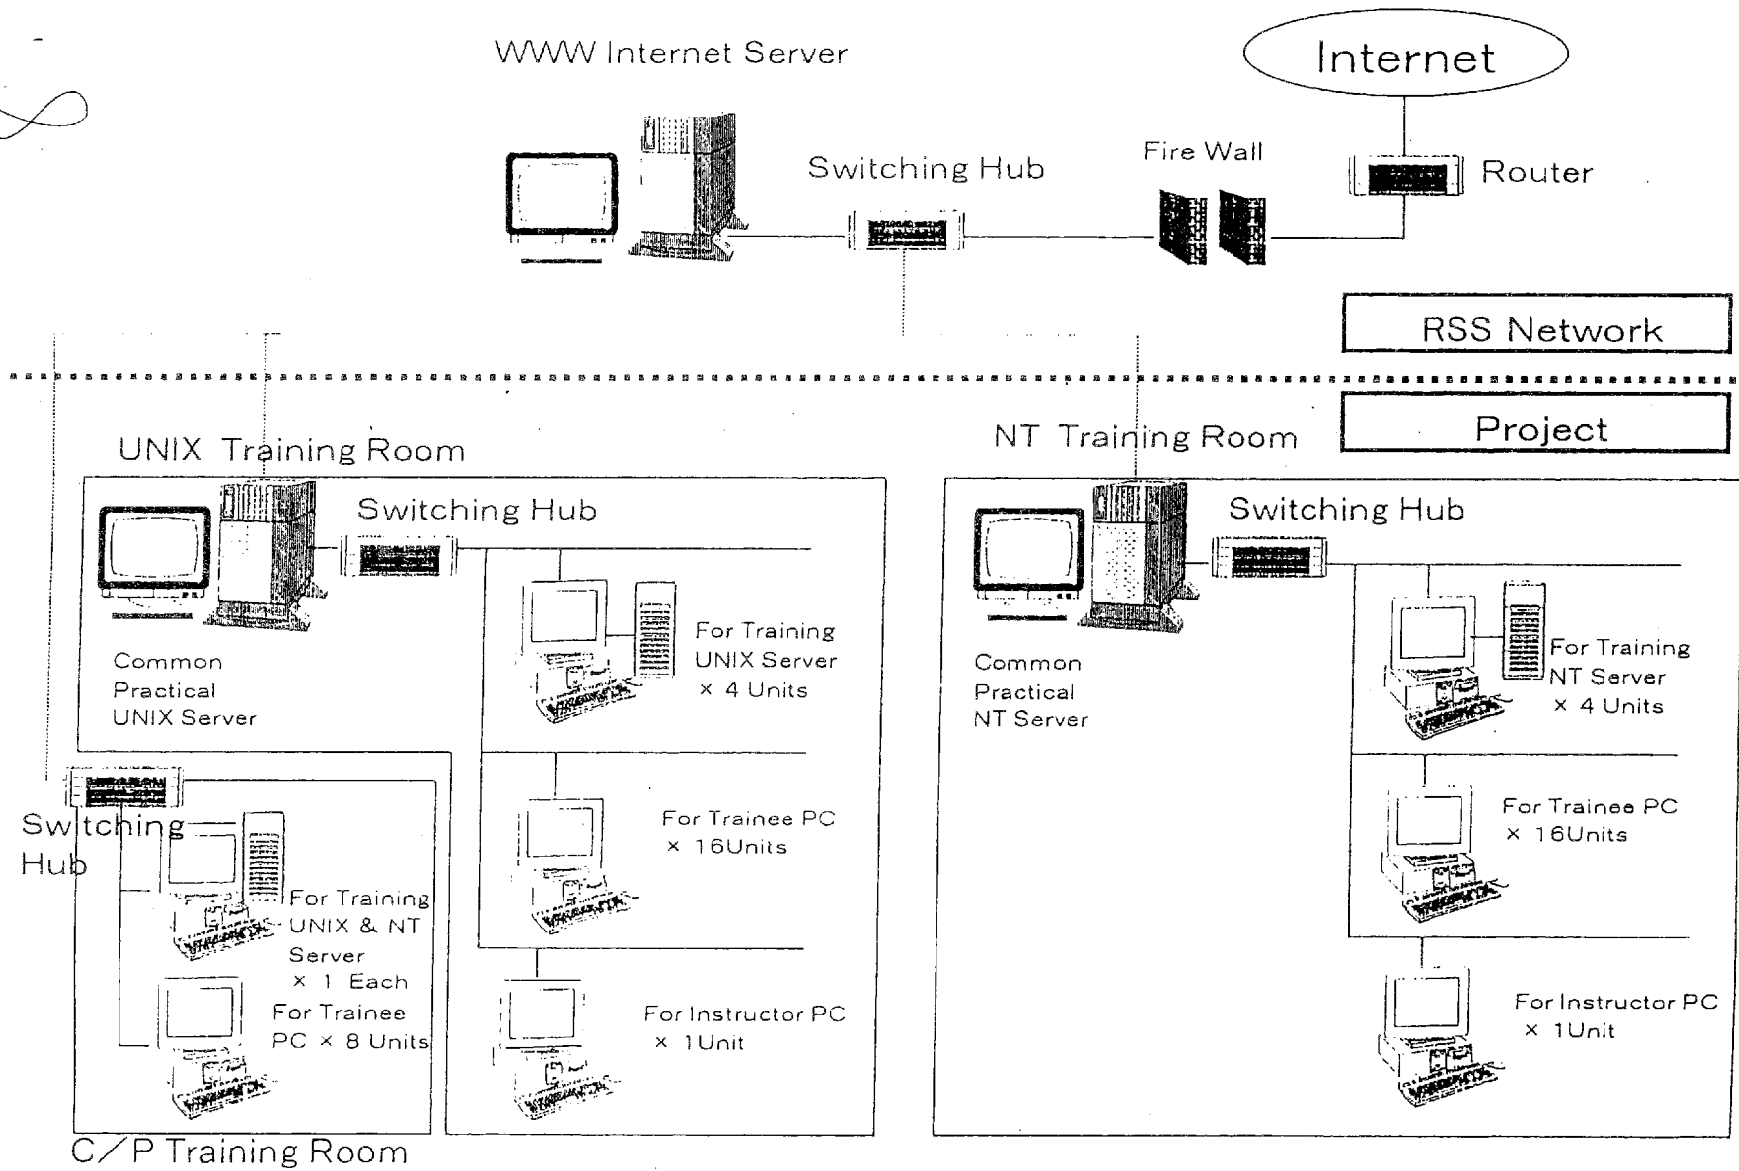 WWW Internet Server
Internet
Switching Hub
Fire Wall
Router
RSS Network
Project
UNIX Training Room
NT Training Room
Switching Hub
Switching Hub
Common
Practical
UNIX Server
For Training
UNIX Server
× 4 Units
Common
Practical
NT Server
For Training
NT Server
× 4 Units
Switching
Hub
For Trainee PC
× 16Units
For Trainee PC
× 16Units
For Training
UNIX & NT
Server
× 1 Each
For Trainee
PC × 8 Units
For Instructor PC
× 1Unit
For Instructor PC
× 1Unit
C/P Training Room